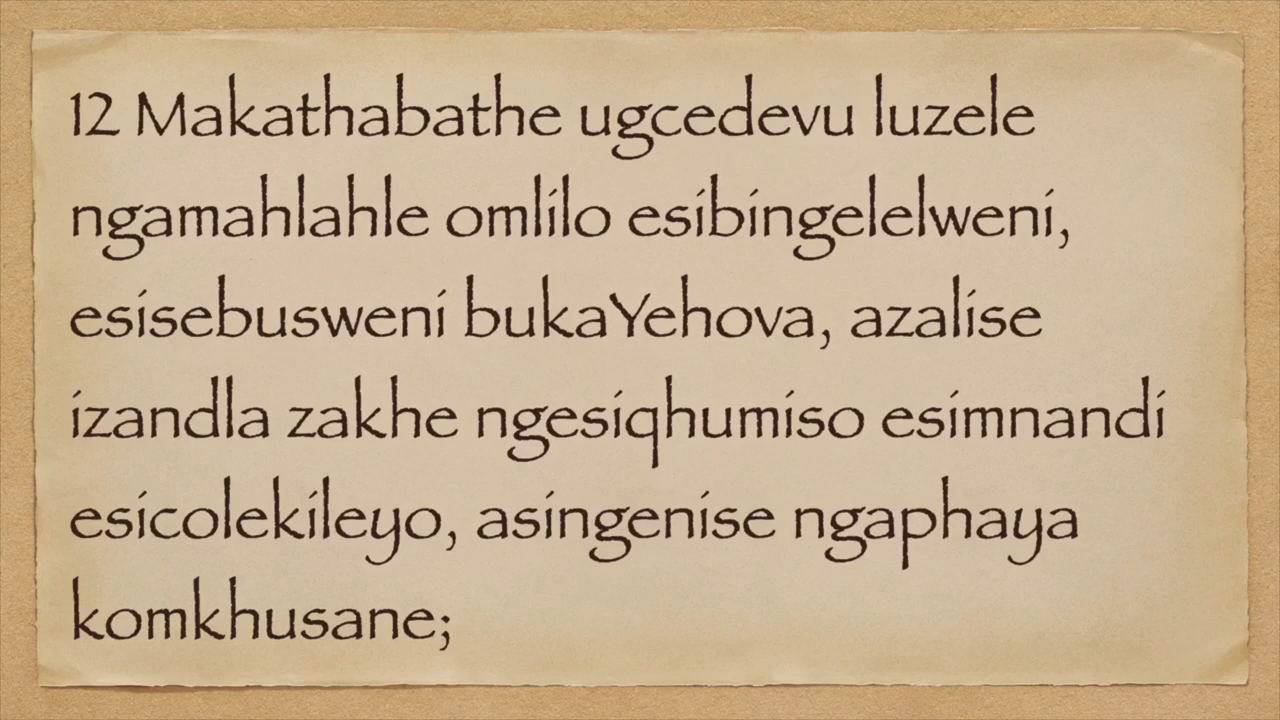 12 Makathabathe ugcedevu luzele
ngamahlahle omlilo esibingelelweni,
esisebusweni bukaYehova, azalise
izandla zakhe ngesiqhumiso esimnandi
esicolekileyo, asingenise ngaphaya
komkhusane;